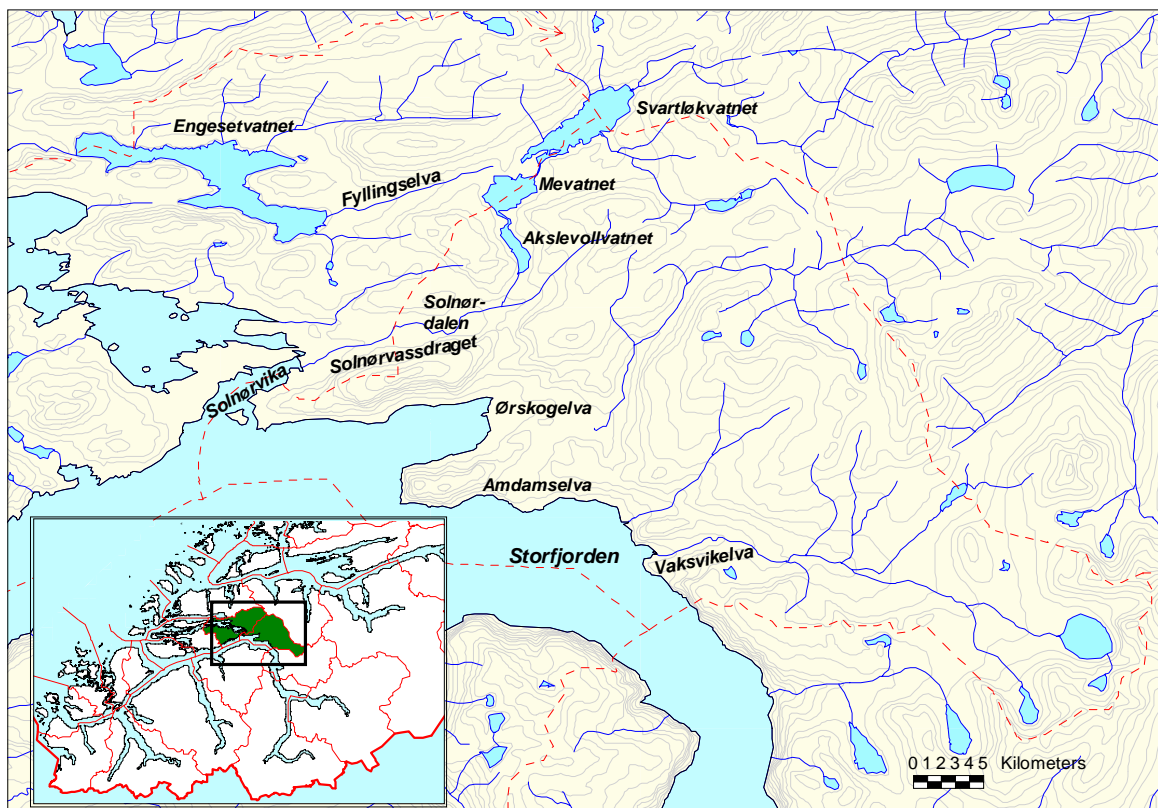 Svartløkvatnet
Engesetvatnet
Mevatnet
Fyllingselva
Akslevollvatnet
Solnør-
dalen
Solnørvassdraget
Solnørvika
Ørskogelva
Amdamselva
Storfjorden
Vaksvikelva
0 1 2 3 4 5 Kilometers